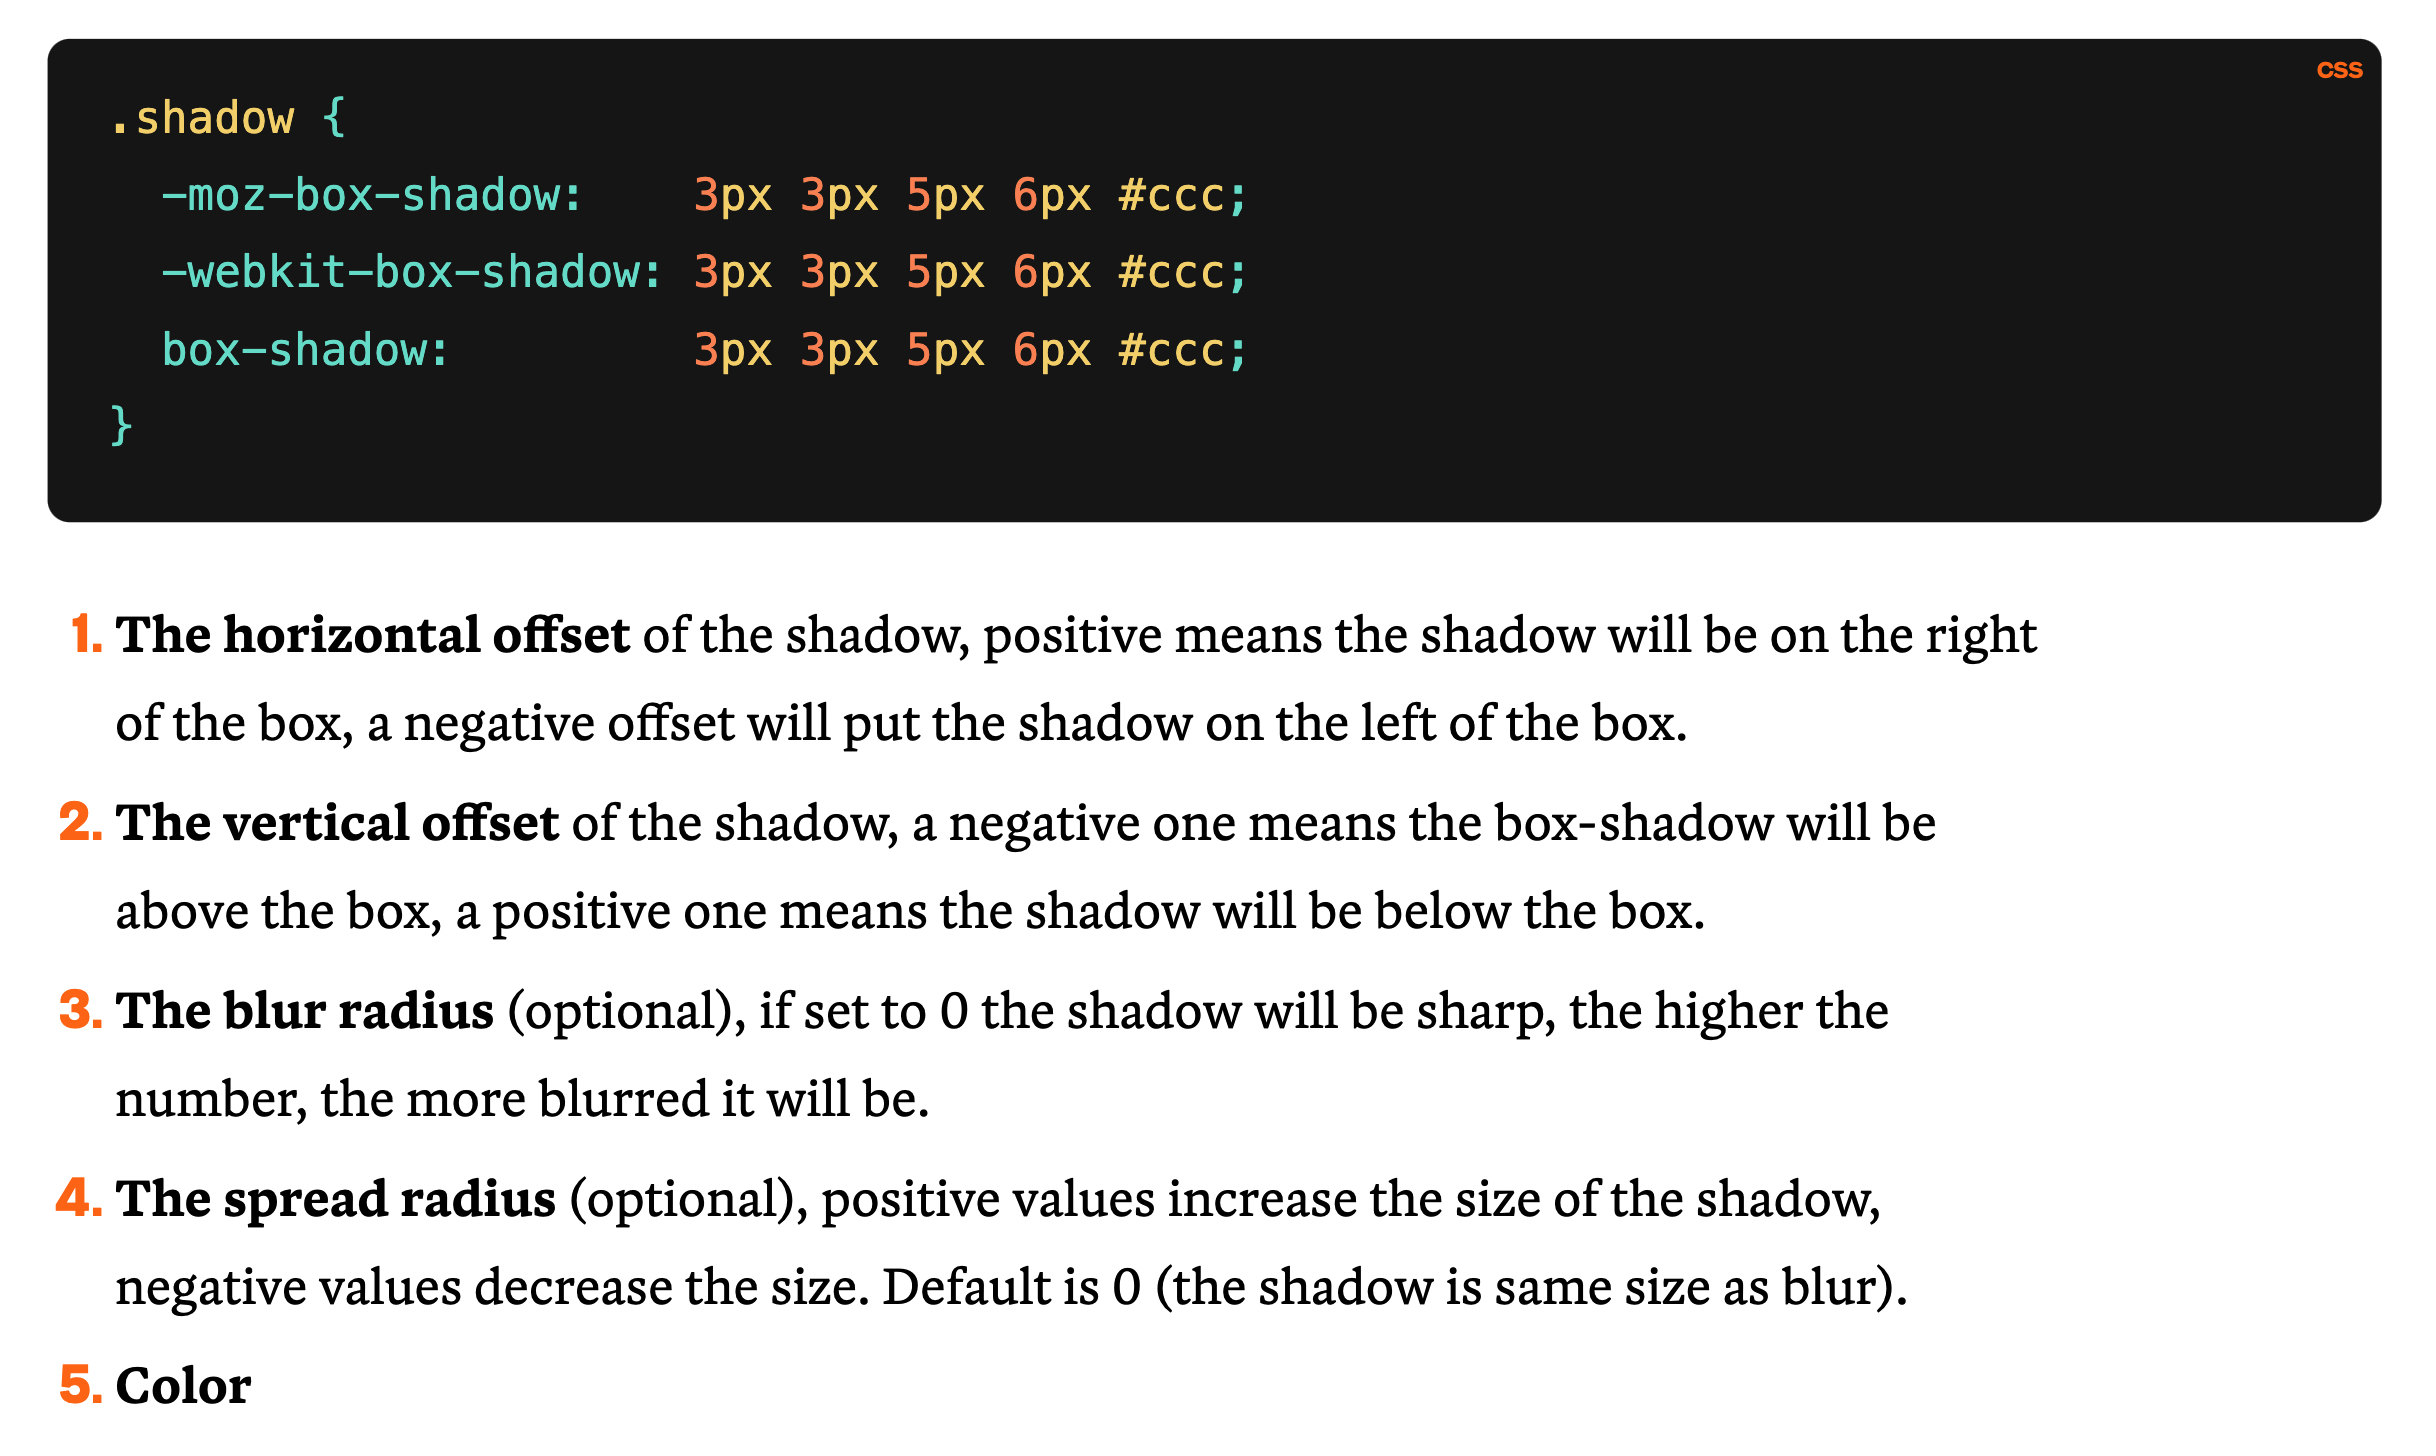 css
.shadow {
  -moz-box-shadow:    3px 3px 5px 6px #ccc;
  -webkit-box-shadow: 3px 3px 5px 6px #ccc;
  box-shadow:         3px 3px 5px 6px #ccc;
}
1. The horizontal offset of the shadow, positive means the shadow will be on the right
of the box, a negative offset will put the shadow on the left of the box.
2. The vertical offset of the shadow, a negative one means the box-shadow will be
above the box, a positive one means the shadow will be below the box.
3. The blur radius (optional), if set to 0 the shadow will be sharp, the higher the
number, the more blurred it will be.
4. The spread radius (optional), positive values increase the size of the shadow,
negative values decrease the size. Default is 0 (the shadow is same size as blur).
5. Color